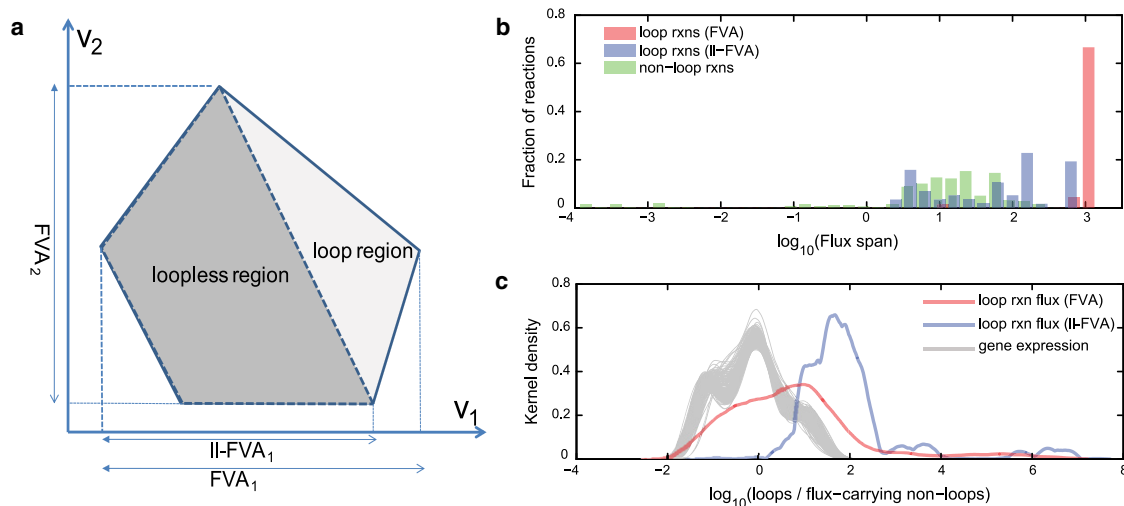 a
V2
FVA2
loopless region
loop region
V1
ll-FVA1
FVA1
b
0.8
0.6
0.4
0.2
0
Fraction of reactions
loop rxns (FVA)
loop rxns (ll-FVA)
non-loop rxns
−4 −3 −2 −1 0 1 2 3
log10(Flux span)
c
0.8
0.6
0.4
0.2
0
Kernel density
loop rxn flux (FVA)
loop rxn flux (ll-FVA)
gene expression
−4 −2 0 2 4 6 8
log10(loops / flux-carrying non-loops)